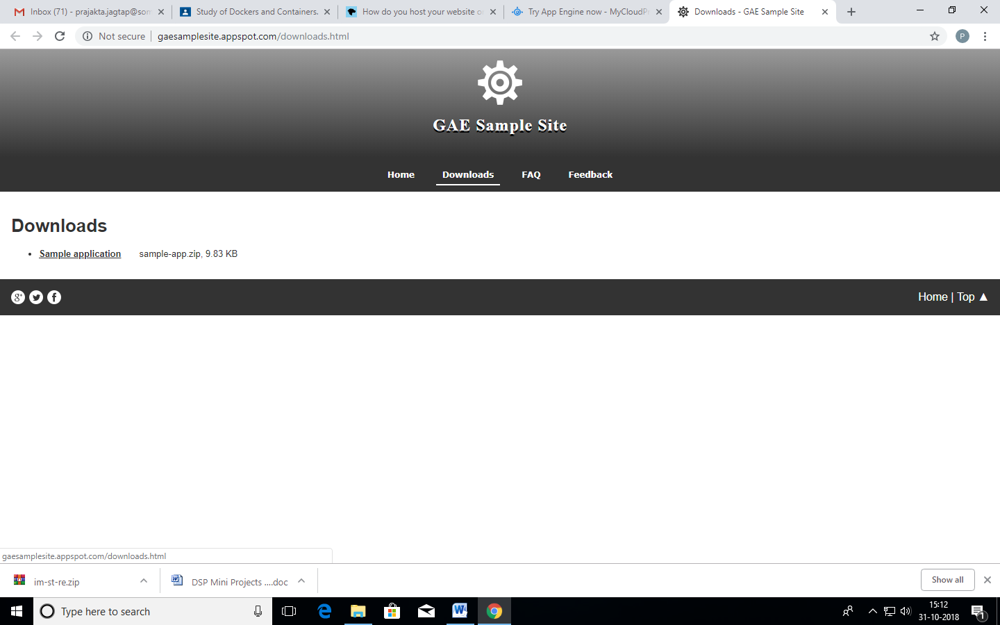 Inbox (71) - prajakta.jagtap@som
Study of Dockers and Containers.
How do you host your website o
Try App Engine now - MyCloudP
Downloads - GAE Sample Site
Not secure
gaesamplesite.appspot.com/downloads.html
P
GAE Sample Site
Home
Downloads
FAQ
Feedback
Downloads
• Sample application sample-app.zip, 9.83 KB
g+
Home | Top ▲
gaesamplesite.appspot.com/downloads.html
im-st-re.zip
DSP Mini Projects ....doc
Show all
Type here to search
15:12
31-10-2018
1